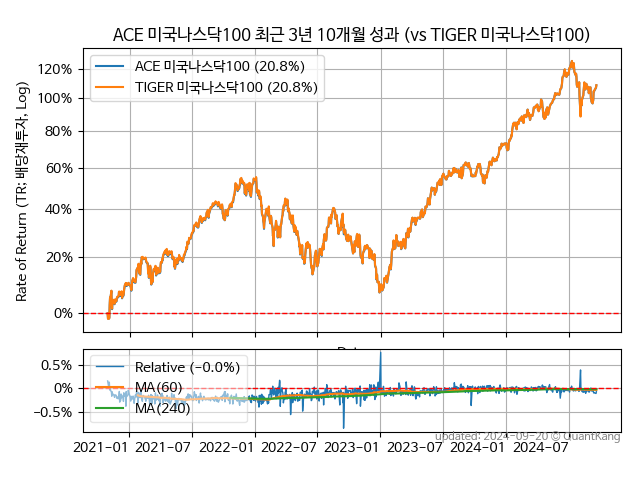 ACE 미국나스닥100 최근 3년 10개월 성과 (vs TIGER 미국나스닥100)
Rate of Return (TR: 배당재투자, Log)
120%
100%
80%
60%
40%
20%
0%
ACE 미국나스닥100 (20.8%)
TIGER 미국나스닥100 (20.8%)
0.5%
0%
−0.5%
Relative (−0.0%)
MA(60)
MA(240)
updated: 2024-09-20 © QuantKang
2021-01 2021-07 2022-01 2022-07 2023-01 2023-07 2024-01 2024-07